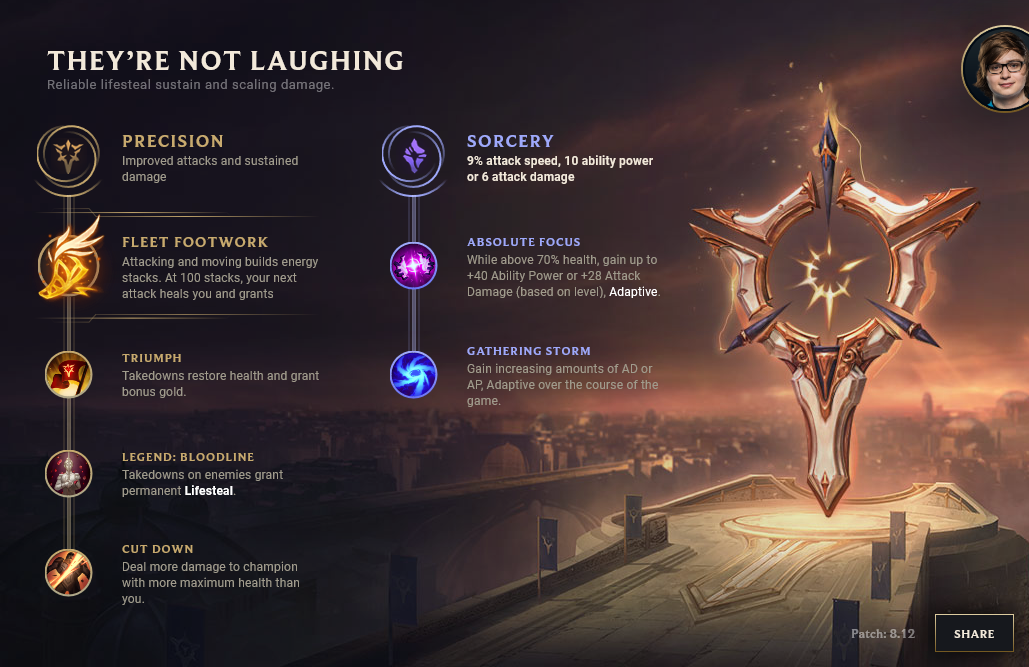 THEY'RE NOT LAUGHING
Reliable lifesteal sustain and scaling damage.
PRECISION
Improved attacks and sustained
damage
FLEET FOOTWORK
Attacking and moving builds energy
stacks. At 100 stacks, your next
attack heals you and grants
TRIUMPH
Takedowns restore health and grant
bonus gold.
LEGEND: BLOODLINE
Takedowns on enemies grant
permanent Lifesteal.
CUT DOWN
Deal more damage to champion
with more maximum health than
you.
SORCERY
9% attack speed, 10 ability power
or 6 attack damage
ABSOLUTE FOCUS
While above 70% health, gain up to
+40 Ability Power or +28 Attack
Damage (based on level), Adaptive.
GATHERING STORM
Gain increasing amounts of AD or
AP, Adaptive over the course of the
game.
Patch: 8.12
SHARE